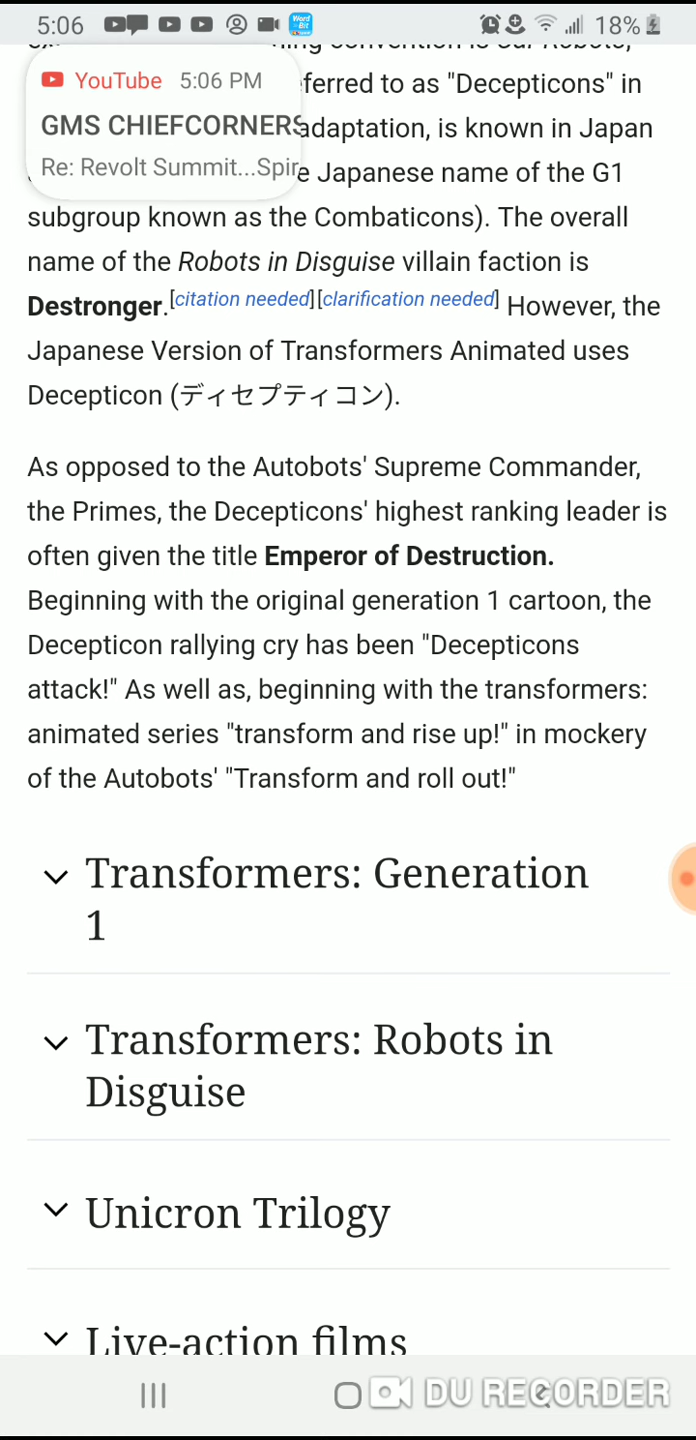 5:06
Word Bit
18%
convention is Our Robots,
YouTube 5:06 PM
GMS CHIEFCORNERS
Re: Revolt Summit...Spir
ferred to as "Decepticons" in
adaptation, is known in Japan
Japanese name of the G1
subgroup known as the Combaticons). The overall
name of the Robots in Disguise villain faction is
Destronger.[citation needed][clarification needed] However, the
Japanese Version of Transformers Animated uses
Decepticon (ディセプティコン).
As opposed to the Autobots' Supreme Commander,
the Primes, the Decepticons' highest ranking leader is
often given the title Emperor of Destruction.
Beginning with the original generation 1 cartoon, the
Decepticon rallying cry has been "Decepticons
attack!" As well as, beginning with the transformers:
animated series "transform and rise up!" in mockery
of the Autobots' "Transform and roll out!"
Transformers: Generation
1
Transformers: Robots in
Disguise
Unicron Trilogy
Live-action films
DU RECORDER